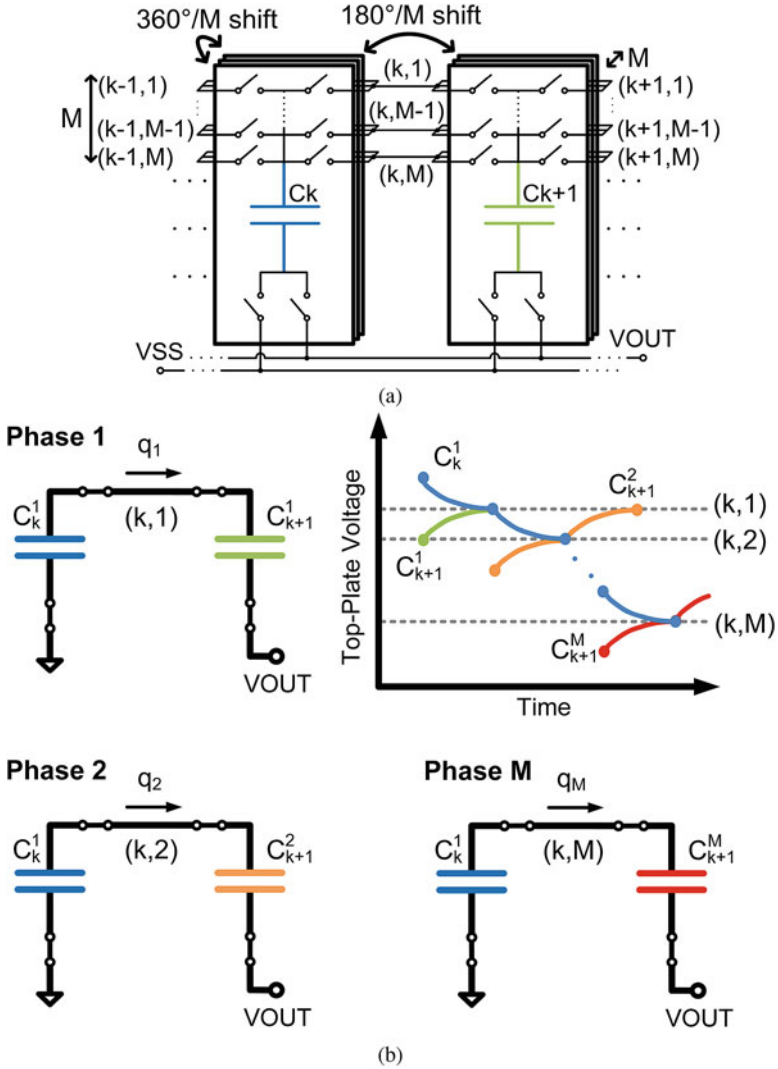 360°/M shift
180°/M shift
M
(k-1,1)
(k,1)
(k+1,1)
M
(k-1,M-1)
(k,M-1)
(k+1,M-1)
(k-1,M)
(k,M)
(k+1,M)
Ck
Ck+1
VSS
VOUT
(a)
Phase 1
q₁
C¹ₖ
(k,1)
C¹ₖ₊₁
VOUT
Top-Plate Voltage
C¹ₖ
C²ₖ₊₁
(k,1)
(k,2)
C¹ₖ₊₁
(k,M)
Cᴹₖ₊₁
Time
Phase 2
q₂
C¹ₖ
(k,2)
C²ₖ₊₁
VOUT
Phase M
q_M
C¹ₖ
(k,M)
Cᴹₖ₊₁
VOUT
(b)